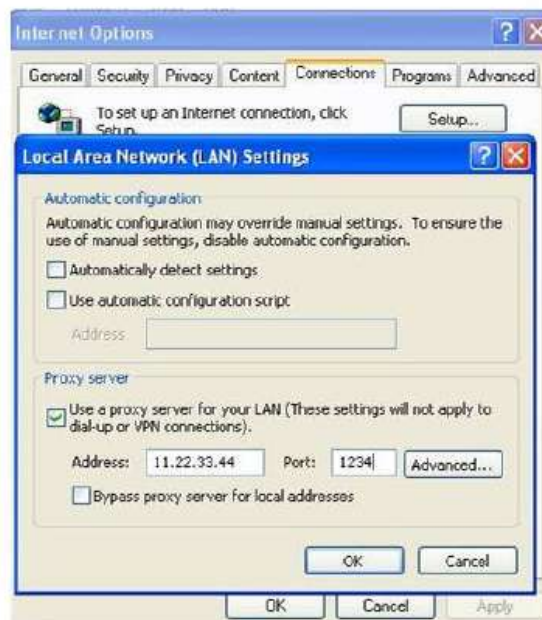 Internet Options
General Security Privacy Content Connections Programs Advanced
To set up an Internet connection, click
Setup.
Setup...
Local Area Network (LAN) Settings
Automatic configuration
Automatic configuration may override manual settings. To ensure the
use of manual settings, disable automatic configuration.
Automatically detect settings
Use automatic configuration script
Address
Proxy server
Use a proxy server for your LAN (These settings will not apply to
dial-up or VPN connections).
Address: 11.22.33.44 Port: 1234 Advanced...
Bypass proxy server for local addresses
OK Cancel
OK Cancel Apply